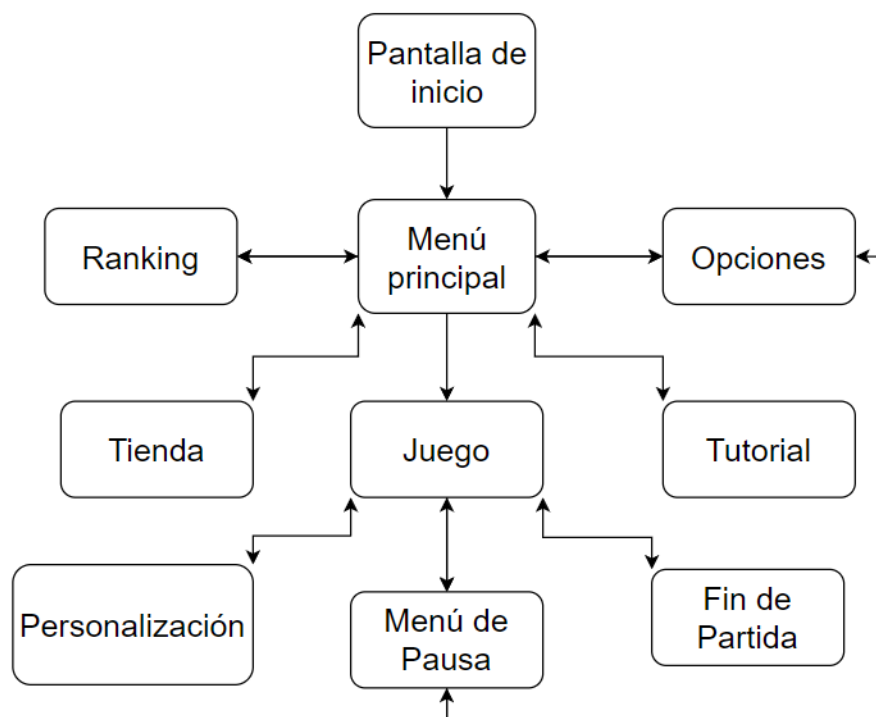 Pantalla de
inicio
Ranking
Menú
principal
Opciones
Tienda
Juego
Tutorial
Personalización
Menú de
Pausa
Fin de
Partida